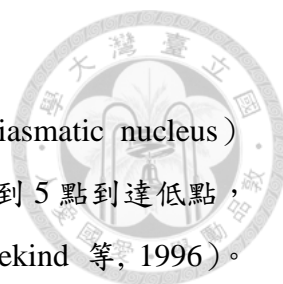 iasmatic nucleus）
到 5 點到達低點，
ekind 等, 1996）。